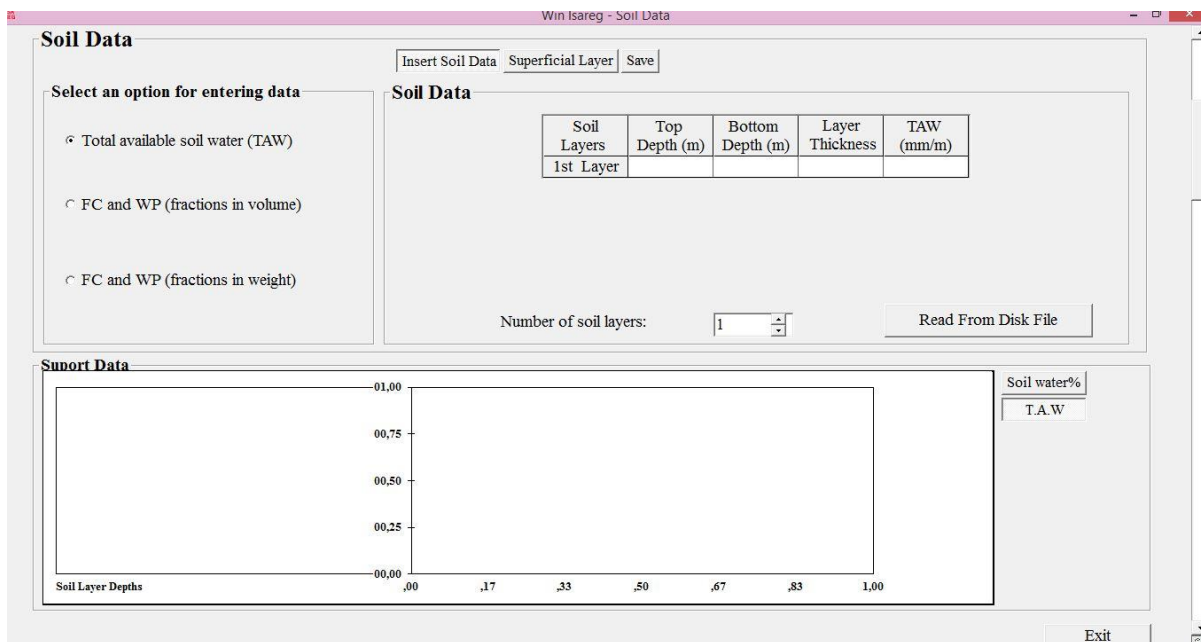 Win Isareg - Soil Data
Soil Data
Insert Soil Data Superficial Layer Save
Select an option for entering data
Total available soil water (TAW)
FC and WP (fractions in volume)
FC and WP (fractions in weight)
Soil Data
Soil Layers Top Depth (m) Bottom Depth (m) Layer Thickness TAW (mm/m)
1st Layer
Number of soil layers: 1 Read From Disk File
Suport Data
Soil water%
T.A.W
01,00
00,75
00,50
00,25
00,00
Soil Layer Depths ,00 ,17 ,33 ,50 ,67 ,83 1,00
Exit